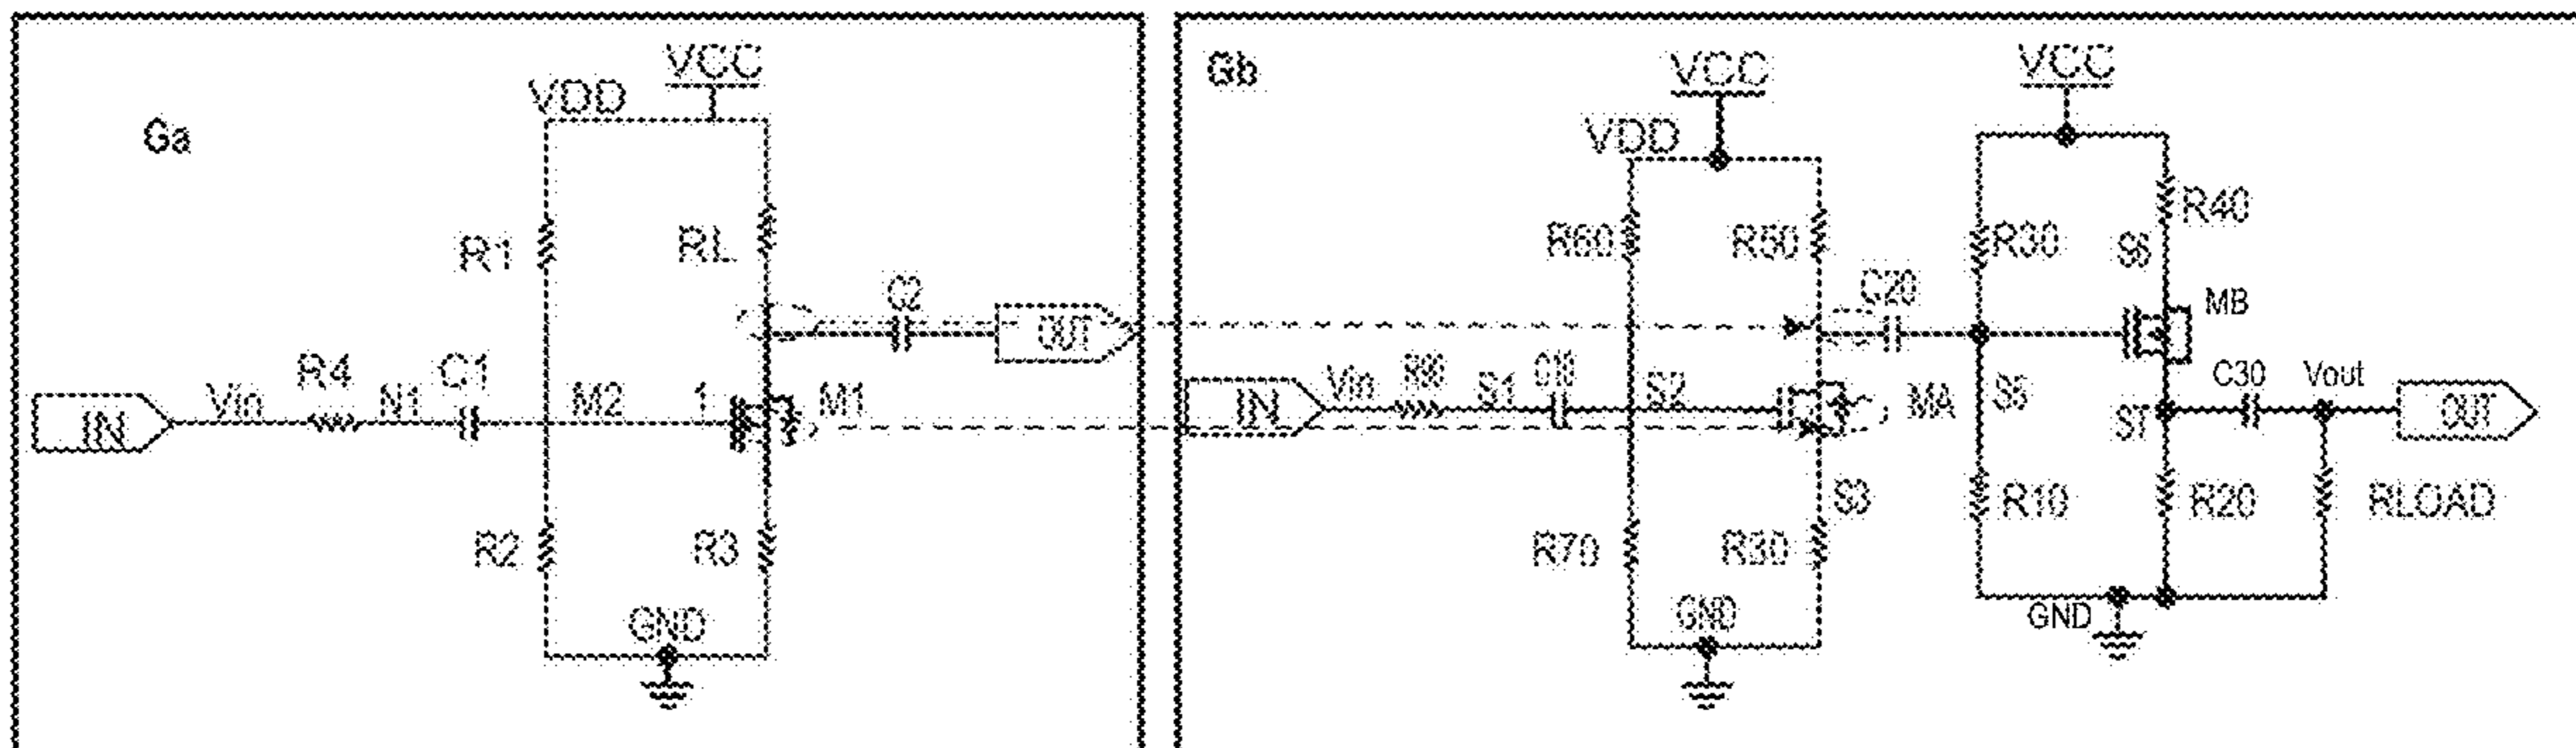 Ga
VCC
VDD
R1
RL
C2
OUT
IN
Vin
R4
N1
C1
M2
1
M1
R2
R3
GND
Gb
VCC
VDD
R60
R50
C20
IN
Vin
S1
C10
S2
MA
S3
R70
R30
GND
VCC
R30
R40
S6
MB
S5
C30
Vout
OUT
S7
R10
R20
RLOAD
GND